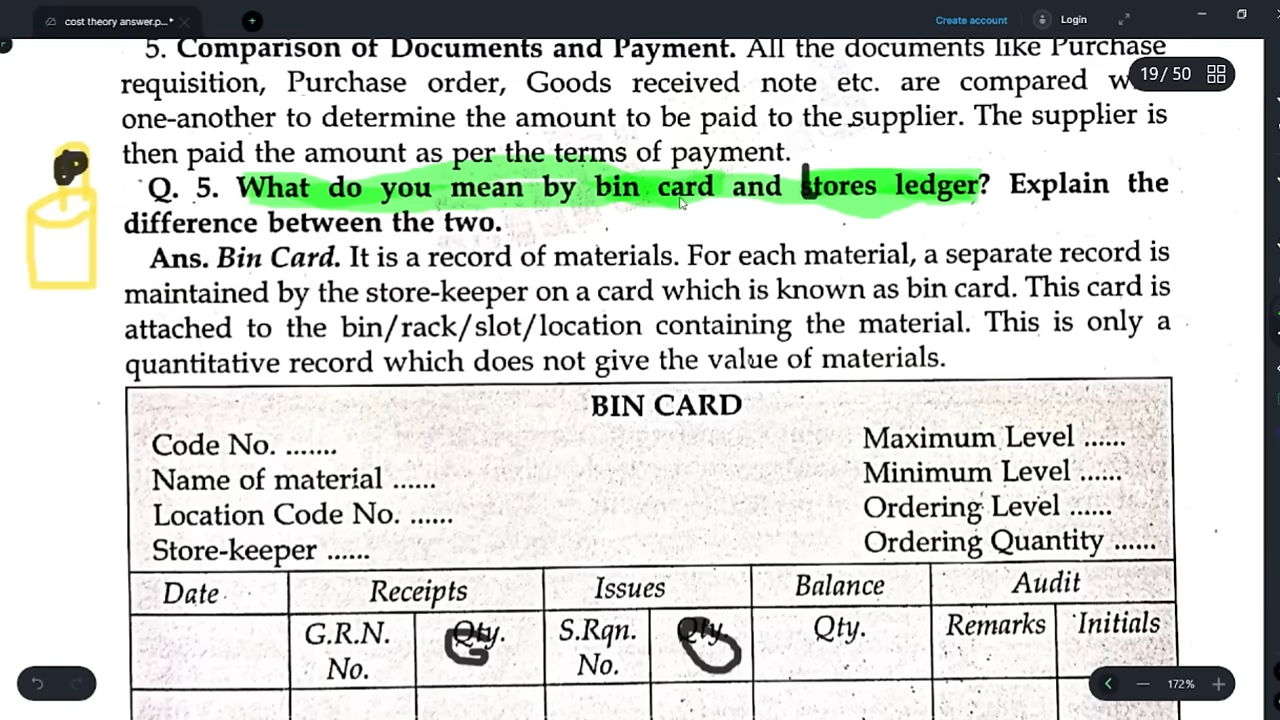 cost theory answer.p...*
Create account
Login
5. Comparison of Documents and Payment. All the documents like Purchase
19 / 50
requisition, Purchase order, Goods received note etc. are compared
one-another to determine the amount to be paid to the supplier. The supplier is
then paid the amount as per the terms of payment.
Q. 5. What do you mean by bin card and stores ledger? Explain the
difference between the two.
Ans. Bin Card. It is a record of materials. For each material, a separate record is
maintained by the store-keeper on a card which is known as bin card. This card is
attached to the bin/rack/slot/location containing the material. This is only a
quantitative record which does not give the value of materials.
BIN CARD
Code No. .......
Maximum Level ......
Name of material ......
Minimum Level ......
Location Code No. ......
Ordering Level ......
Store-keeper ......
Ordering Quantity ......
Date Receipts Issues Balance Audit
G.R.N. Qty. S.Rqn. Qty. Qty. Remarks Initials
No. No.
172%